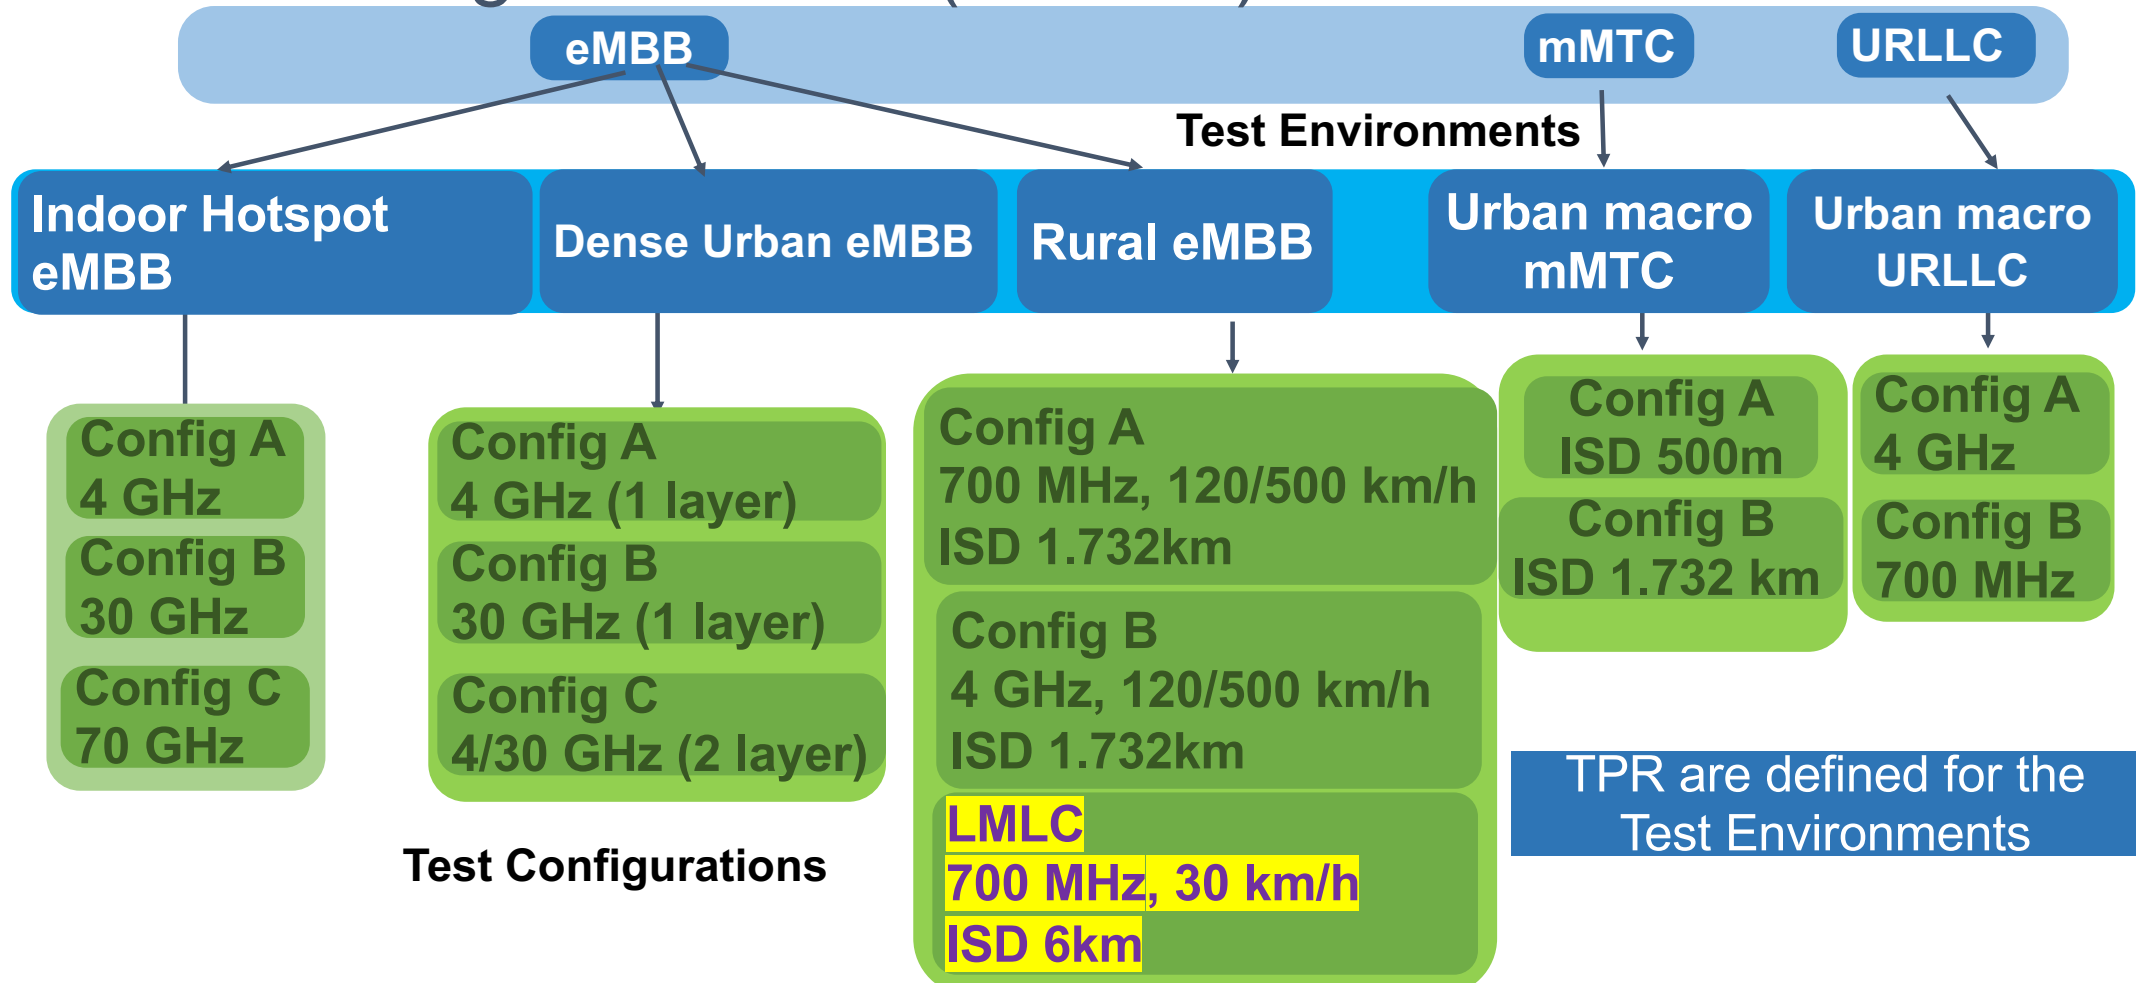 eMBB
mMTC
URLLC
Test Environments
Indoor Hotspot
eMBB
Dense Urban eMBB
Rural eMBB
Urban macro
mMTC
Urban macro
URLLC
Config A
4 GHz
Config B
30 GHz
Config C
70 GHz
Config A
4 GHz (1 layer)
Config B
30 GHz (1 layer)
Config C
4/30 GHz (2 layer)
Config A
700 MHz, 120/500 km/h
ISD 1.732km
Config B
4 GHz, 120/500 km/h
ISD 1.732km
LMLC
700 MHz, 30 km/h
ISD 6km
Config A
ISD 500m
Config B
ISD 1.732 km
Config A
4 GHz
Config B
700 MHz
TPR are defined for the
Test Environments
Test Configurations